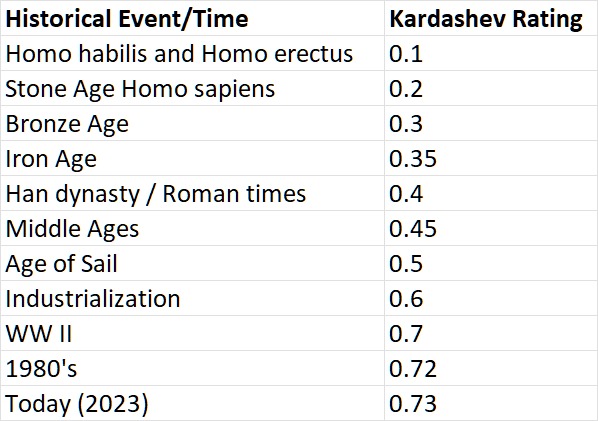 Historical Event/Time Kardashev Rating
Homo habilis and Homo erectus 0.1
Stone Age Homo sapiens 0.2
Bronze Age 0.3
Iron Age 0.35
Han dynasty / Roman times 0.4
Middle Ages 0.45
Age of Sail 0.5
Industrialization 0.6
WW II 0.7
1980's 0.72
Today (2023) 0.73